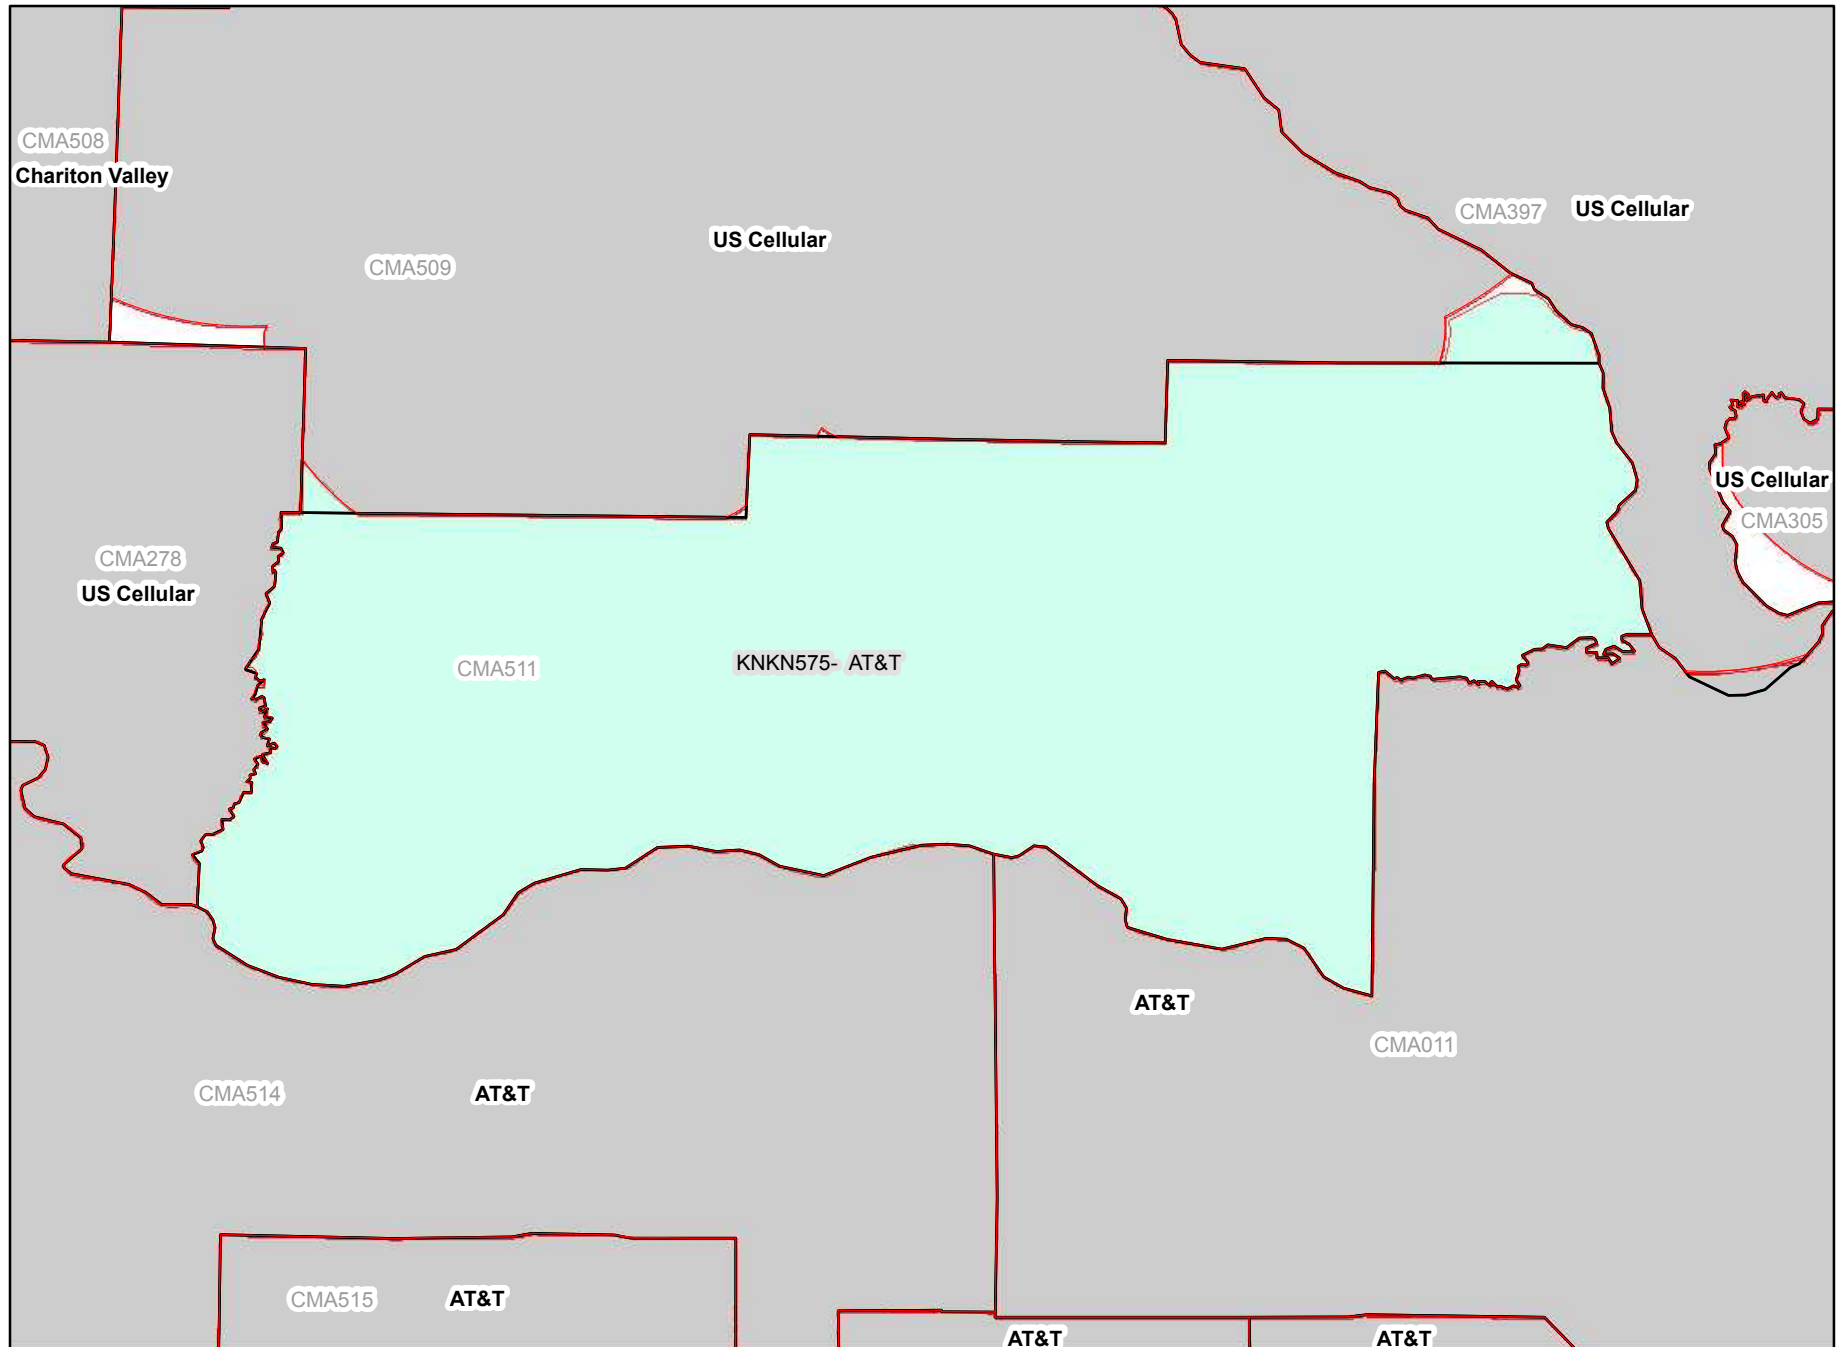 CMA508
Chariton Valley
CMA397
US Cellular
US Cellular
CMA509
US Cellular
CMA305
CMA278
US Cellular
CMA511
KNKN575- AT&T
AT&T
CMA011
CMA514
AT&T
CMA515
AT&T
AT&T
AT&T